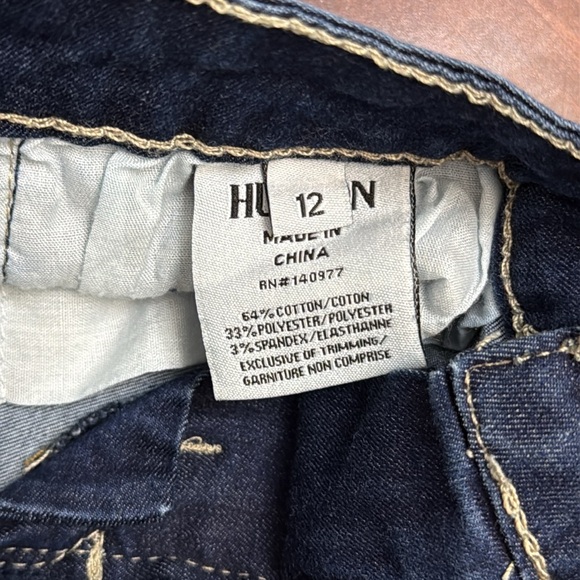 12
MADE IN
CHINA
RN#140977
64%COTTON/COTON
33%POLYESTER/POLYESTER
3%SPANDEX/ELASTHANNE
EXCLUSIVE OF TRIMMING/
GARNITURE NON COMPRISE